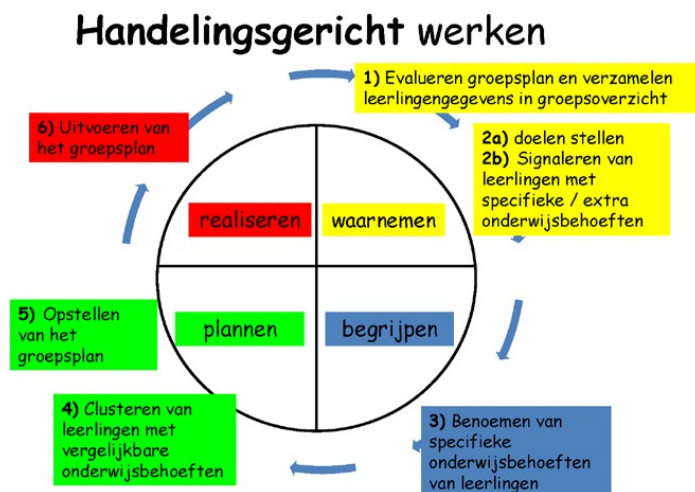 Handelingsgericht werken
1) Evalueren groepsplan en verzamelen
leerlingengegevens in groepsoverzicht
2a) doelen stellen
2b) Signaleren van
leerlingen met
specifieke / extra
onderwijsbehoeften
6) Uitvoeren van
het groepsplan
realiseren
waarnemen
plannen
begrijpen
5) Opstellen
van het
groepsplan
4) Clusteren van
leerlingen met
vergelijkbare
onderwijsbehoeften
3) Benoemen van
specifieke
onderwijsbehoeften
van leerlingen